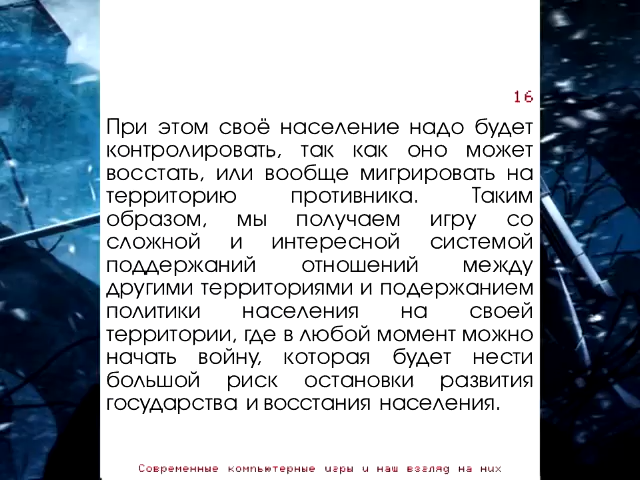 16
При этом своё население надо будет
контролировать, так как оно может
восстать, или вообще мигрировать на
территорию противника. Таким
образом, мы получаем игру со
сложной и интересной системой
поддержаний отношений между
другими территориями и подержанием
политики населения на своей
территории, где в любой момент можно
начать войну, которая будет нести
большой риск остановки развития
государства и восстания населения.
Современные компьютерные игры и наш взгляд на них